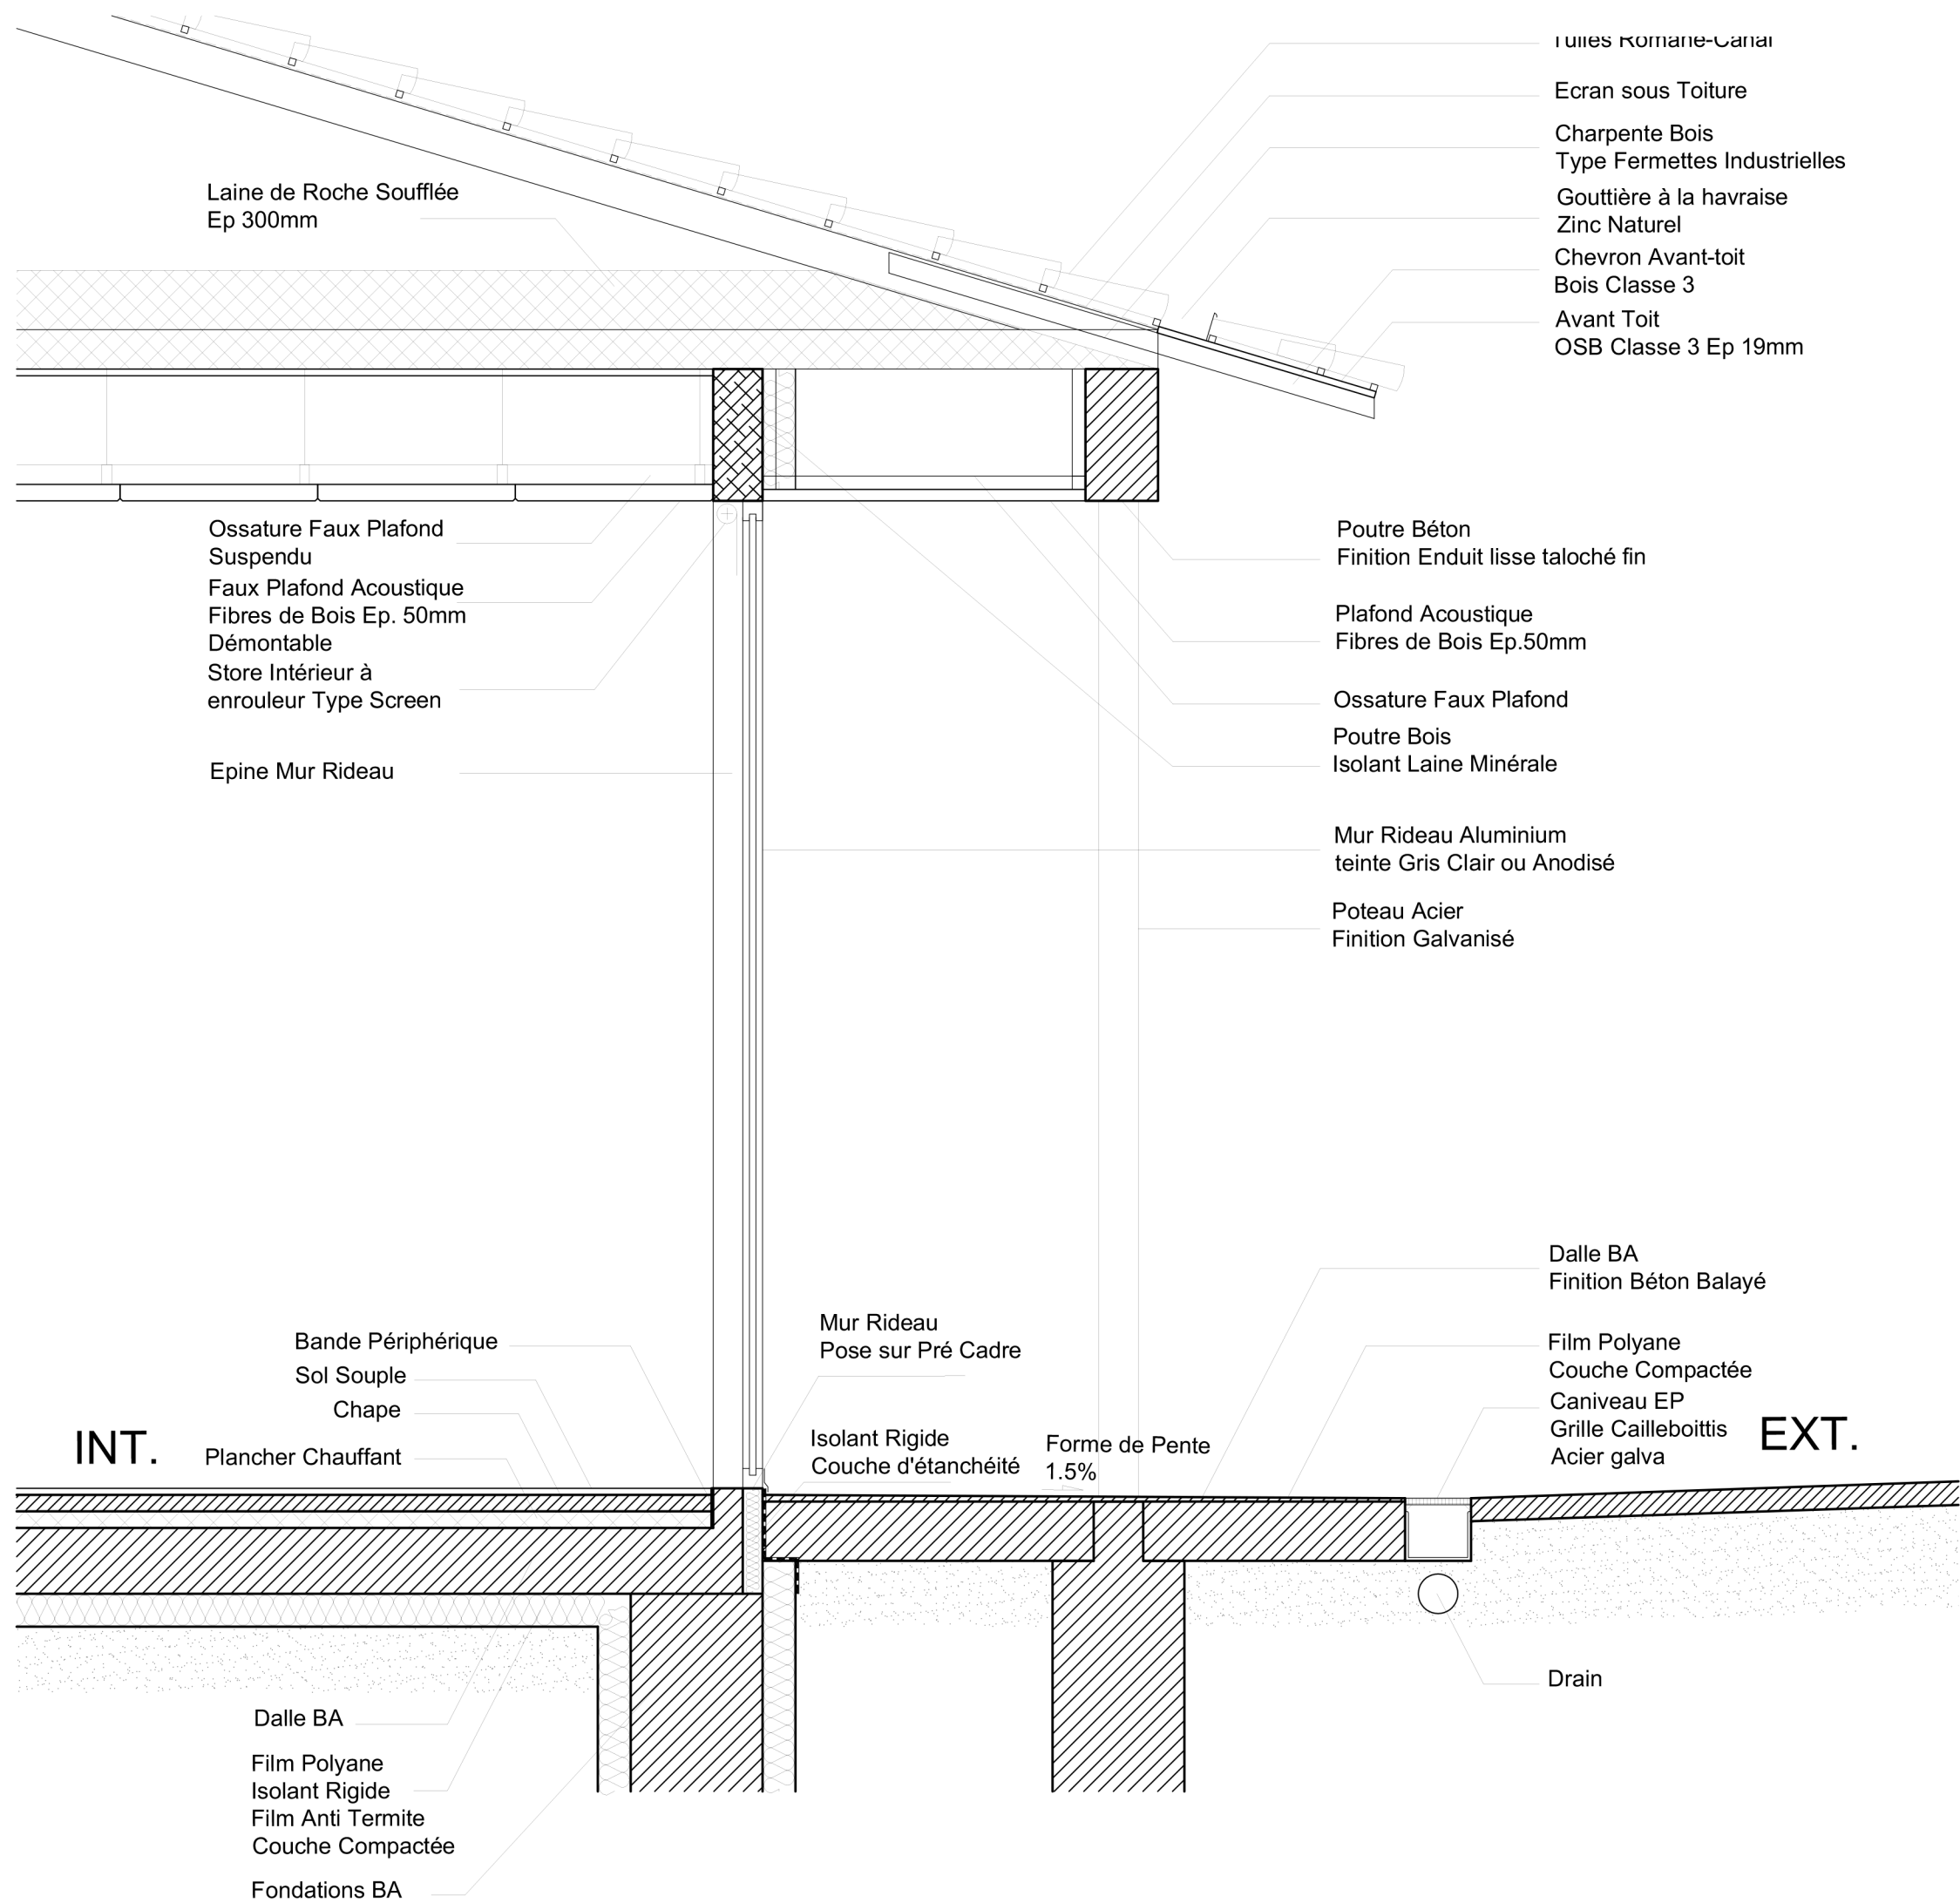 Tuiles Romane-Canal
Ecran sous Toiture
Charpente Bois
Type Fermettes Industrielles
Gouttière à la havraise
Zinc Naturel
Chevron Avant-toit
Bois Classe 3
Avant Toit
OSB Classe 3 Ep 19mm
Laine de Roche Soufflée
Ep 300mm
Ossature Faux Plafond
Suspendu
Faux Plafond Acoustique
Fibres de Bois Ep. 50mm
Démontable
Store Intérieur à
enrouleur Type Screen
Epine Mur Rideau
Poutre Béton
Finition Enduit lisse taloché fin
Plafond Acoustique
Fibres de Bois Ep.50mm
Ossature Faux Plafond
Poutre Bois
Isolant Laine Minérale
Mur Rideau Aluminium
teinte Gris Clair ou Anodisé
Poteau Acier
Finition Galvanisé
Dalle BA
Finition Béton Balayé
Film Polyane
Couche Compactée
Caniveau EP
Grille Cailleboittis
Acier galva
EXT.
Mur Rideau
Pose sur Pré Cadre
Isolant Rigide
Couche d'étanchéité
Forme de Pente
1.5%
Bande Périphérique
Sol Souple
Chape
INT.
Plancher Chauffant
Drain
Dalle BA
Film Polyane
Isolant Rigide
Film Anti Termite
Couche Compactée
Fondations BA